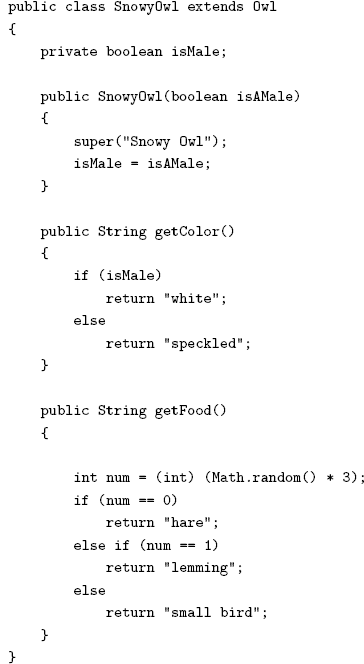 public class SnowyOwl extends Owl
{
    private boolean isMale;

    public SnowyOwl(boolean isAMale)
    {
        super("Snowy Owl");
        isMale = isAMale;
    }

    public String getColor()
    {
        if (isMale)
            return "white";
        else
            return "speckled";
    }

    public String getFood()
    {

        int num = (int) (Math.random() * 3);
        if (num == 0)
            return "hare";
        else if (num == 1)
            return "lemming";
        else
            return "small bird";
    }
}